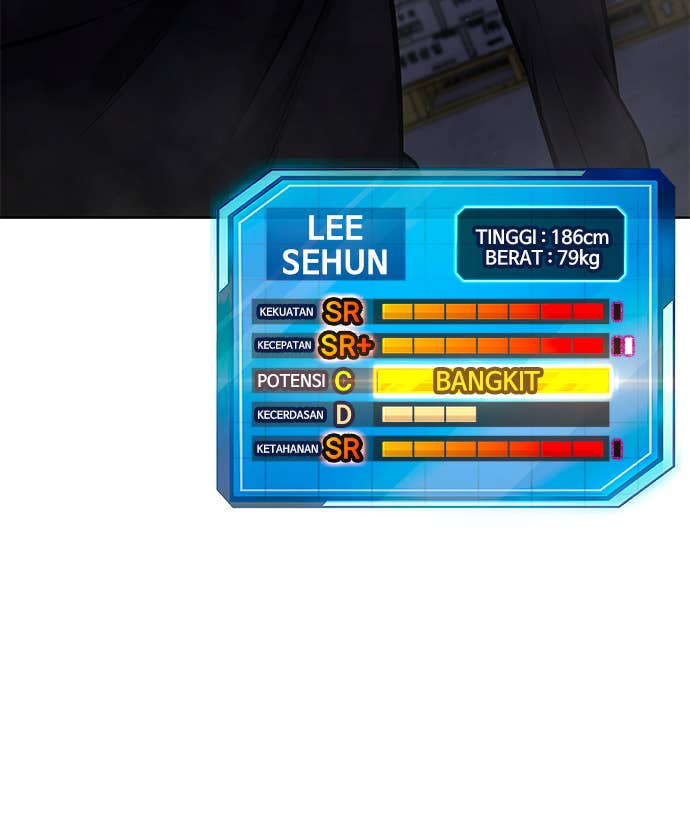 LEE
SEHUN
TINGGI : 186cm
BERAT : 79kg
KEKUATAN SR
KECEPATAN SR+
POTENSI C BANGKIT
KECERDASAN D
KETAHANAN SR